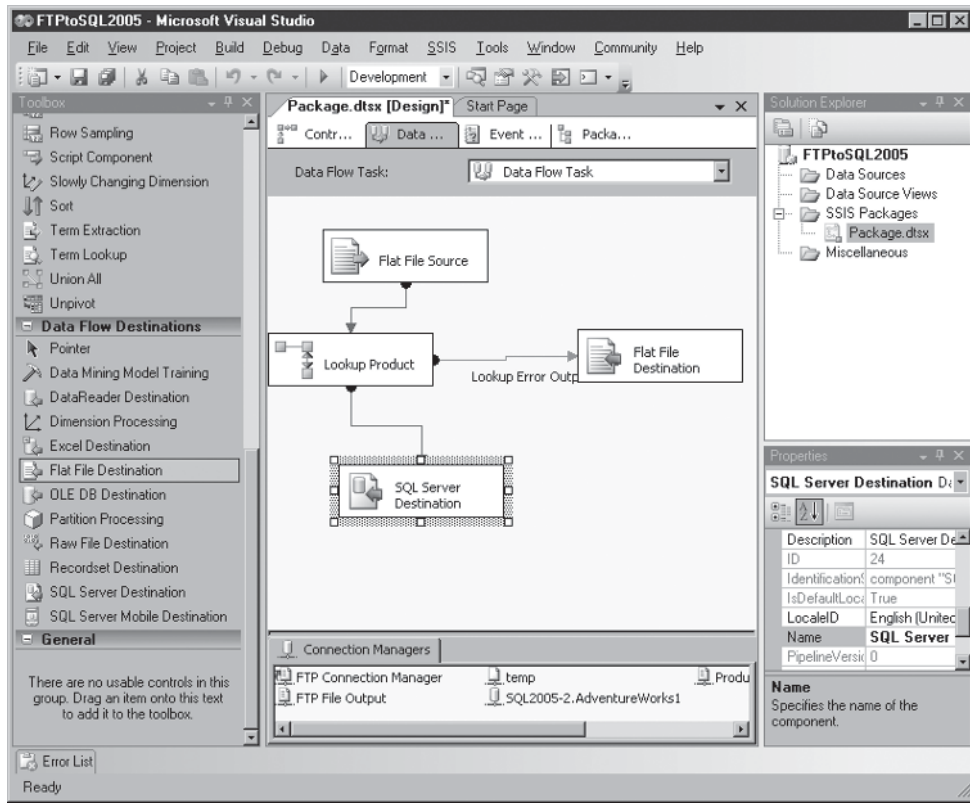 FTPtoSQL2005 - Microsoft Visual Studio
File Edit View Project Build Debug Data Format SSIS Tools Window Community Help
Development
Toolbox
Row Sampling
Script Component
Slowly Changing Dimension
Sort
Term Extraction
Term Lookup
Union All
Unpivot
Data Flow Destinations
Pointer
Data Mining Model Training
DataReader Destination
Dimension Processing
Excel Destination
Flat File Destination
OLE DB Destination
Partition Processing
Raw File Destination
Recordset Destination
SQL Server Destination
SQL Server Mobile Destination
General
There are no usable controls in this
group. Drag an item onto this text
to add it to the toolbox.
Package.dtsx [Design]* Start Page
Contr... Data ... Event ... Packa...
Data Flow Task: Data Flow Task
Flat File Source
Lookup Product
Lookup Error Outp
Flat File
Destination
SQL Server
Destination
Connection Managers
FTP Connection Manager temp Produ
FTP File Output SQL2005-2.AdventureWorks1
Solution Explorer
FTPtoSQL2005
Data Sources
Data Source Views
SSIS Packages
Package.dtsx
Miscellaneous
Properties
SQL Server Destination Da
Description SQL Server De
ID 24
Identifications component "S
IsDefaultLoca True
LocaleID English (Unitec
Name SQL Server
PipelineVersic 0
Name
Specifies the name of the
component.
Error List
Ready